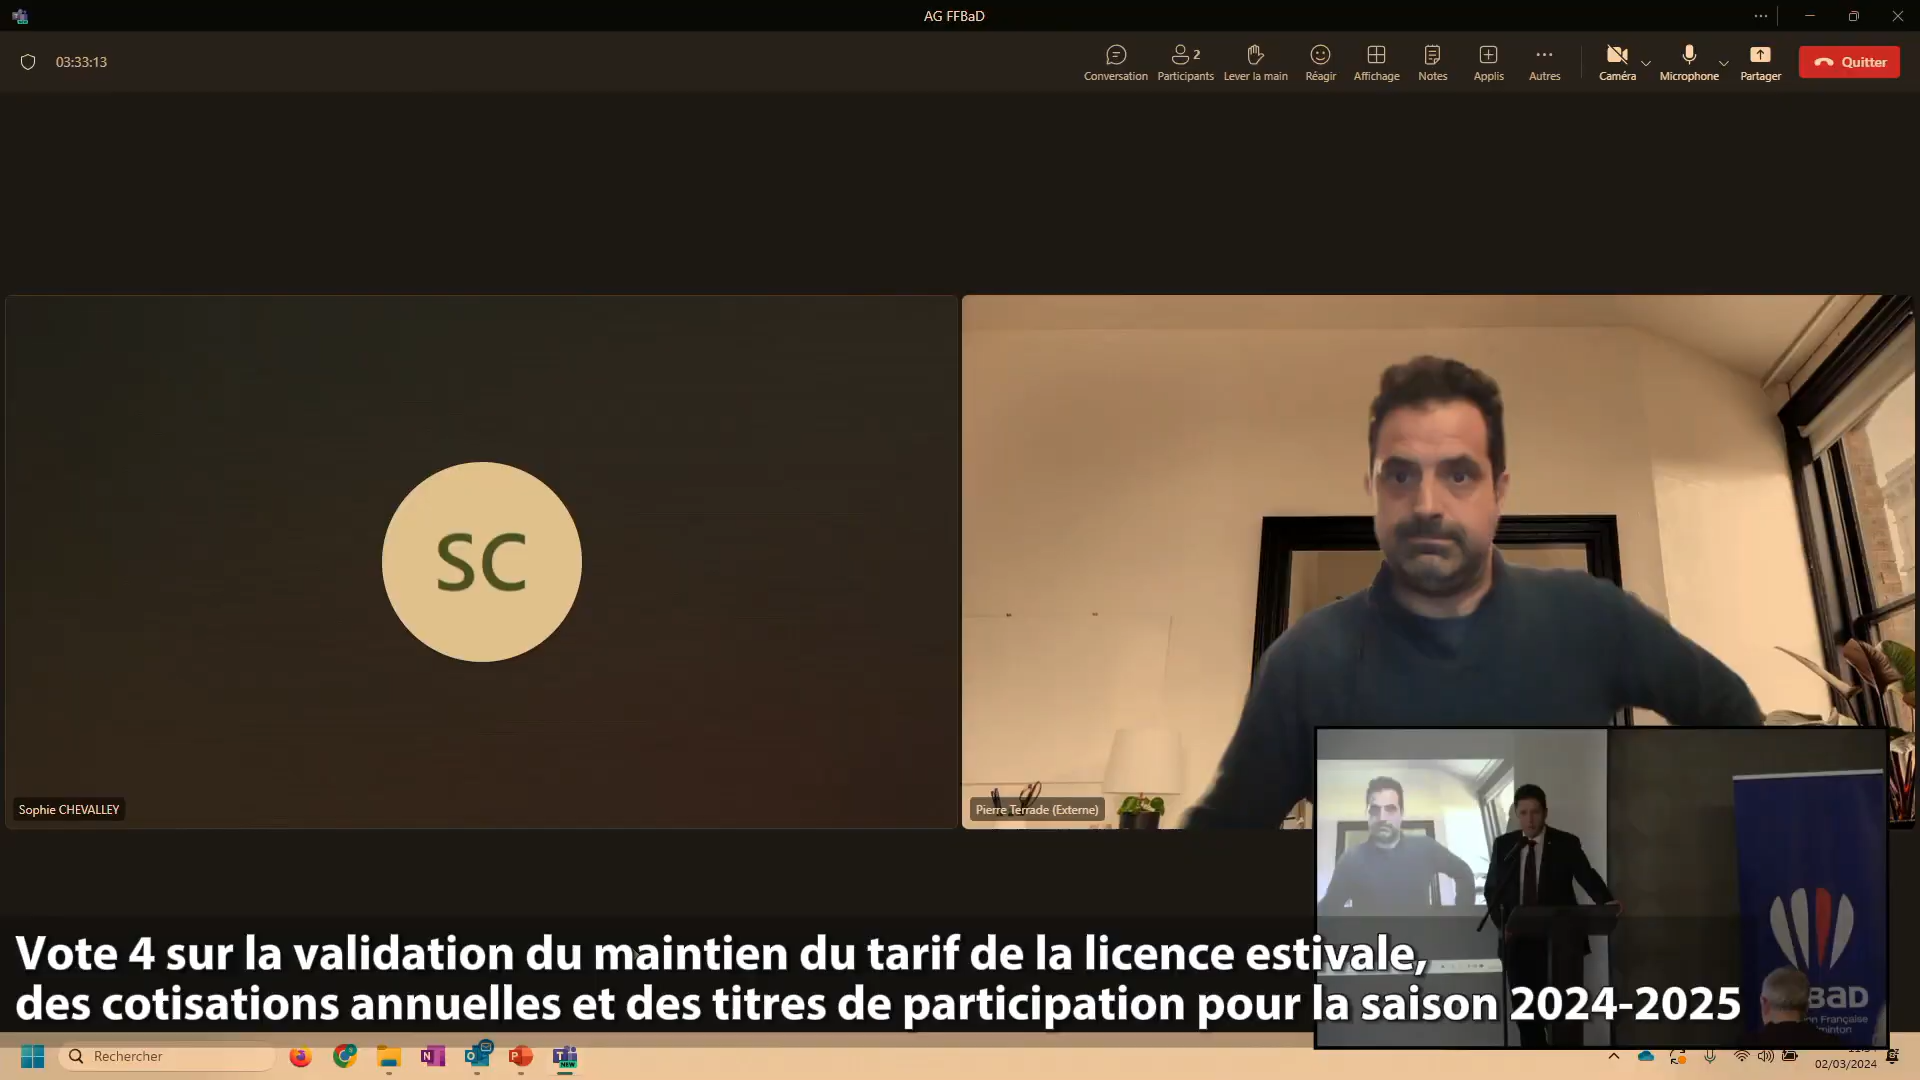 AG FFBaD
03:33:13
Conversation
Participants
2
Lever la main
Réagir
Affichage
Notes
Applis
Autres
Caméra
Microphone
Partager
Quitter
SC
Sophie CHEVALLEY
Pierre Terrade (Externe)
Vote 4 sur la validation du maintien du tarif de la licence estivale,
des cotisations annuelles et des titres de participation pour la saison 2024-2025
BaD
Française
minton
Rechercher
02/03/2024